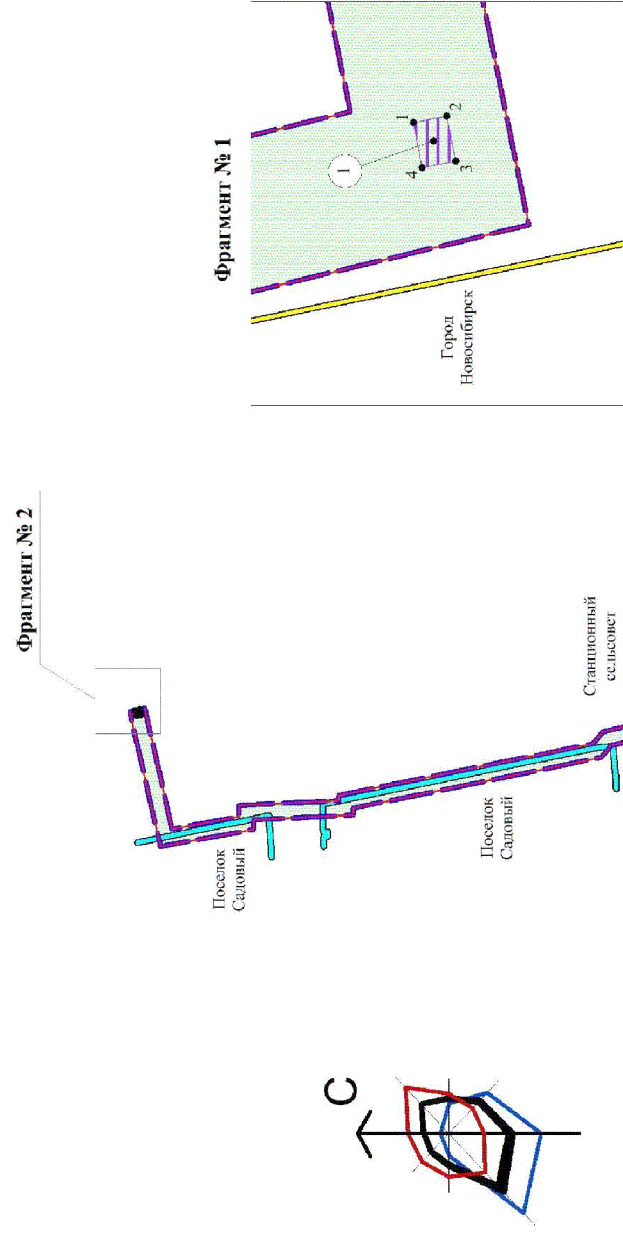 Фрагмент № 1
1
2
3
4
1
Город
Новосибирск
Фрагмент № 2
Станционный
сельсовет
Поселок
Садовый
Поселок
Садовый
С